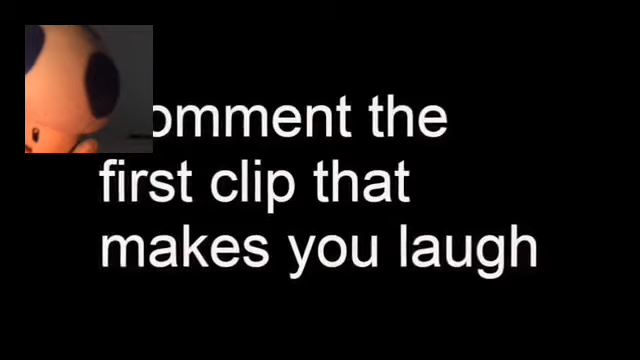 omment the
first clip that
makes you laugh